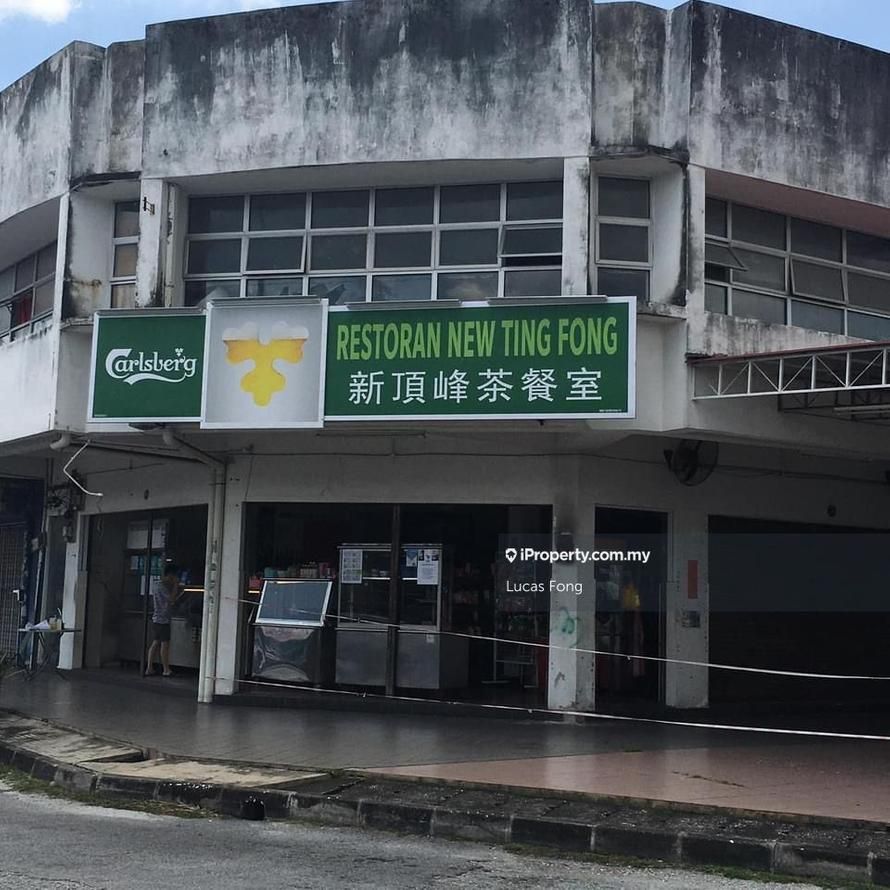 Carlsberg
RESTORAN NEW TING FONG
新頂峰茶餐室
iProperty.com.my
Lucas Fong